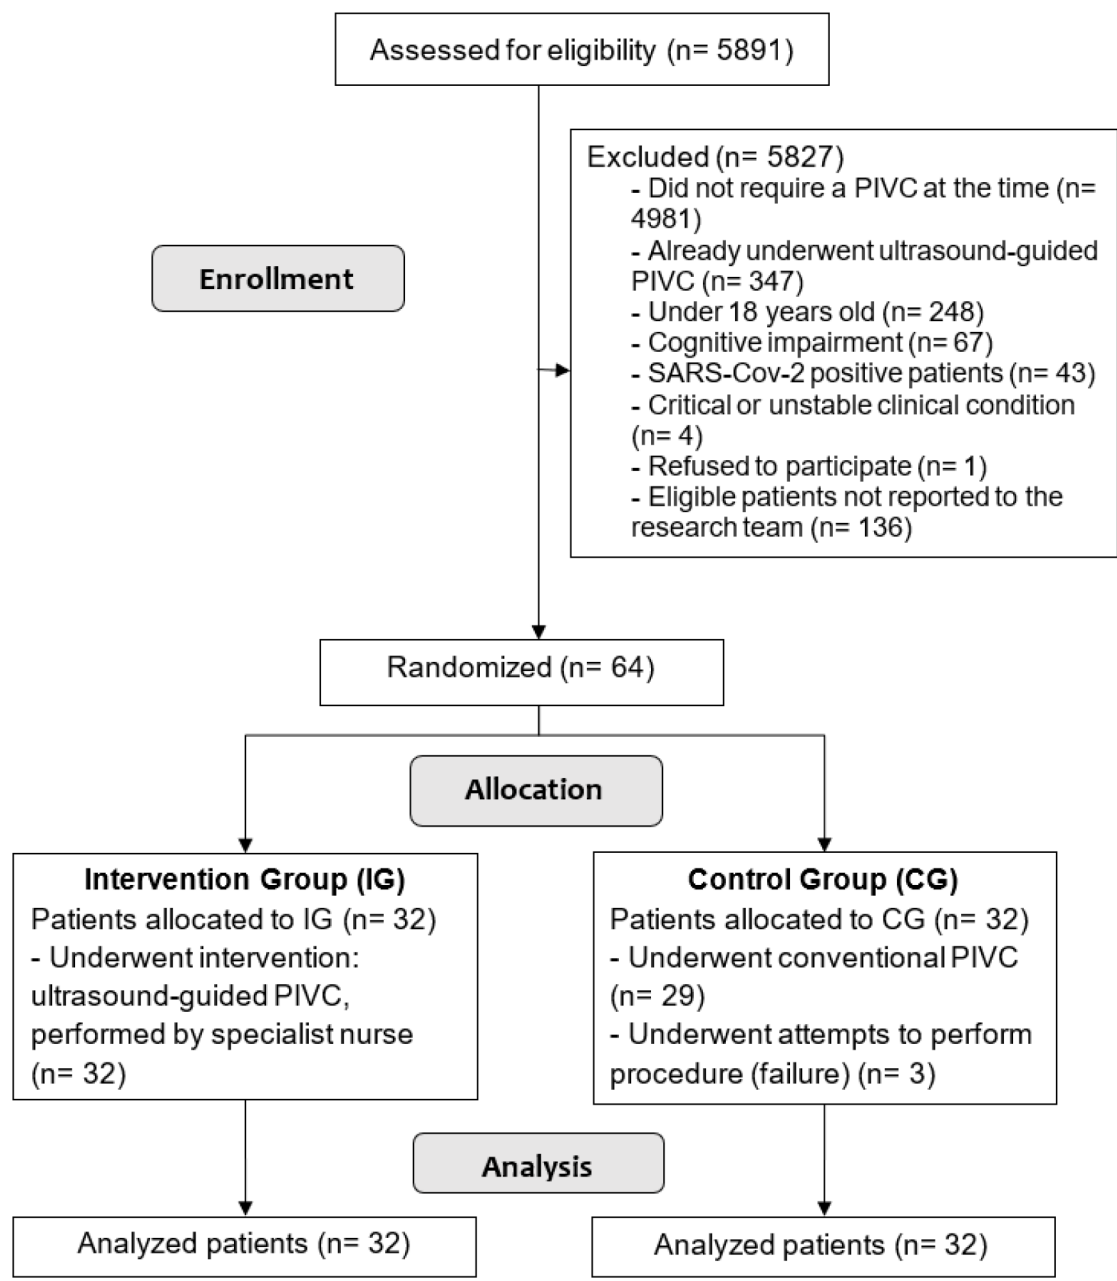 Assessed for eligibility (n= 5891)
Excluded (n= 5827)
- Did not require a PIVC at the time (n=
4981)
- Already underwent ultrasound-guided
PIVC (n= 347)
- Under 18 years old (n= 248)
- Cognitive impairment (n= 67)
- SARS-Cov-2 positive patients (n= 43)
- Critical or unstable clinical condition
(n= 4)
- Refused to participate (n= 1)
- Eligible patients not reported to the
research team (n= 136)
Enrollment
Randomized (n= 64)
Allocation
Intervention Group (IG)
Patients allocated to IG (n= 32)
- Underwent intervention:
ultrasound-guided PIVC,
performed by specialist nurse
(n= 32)
Control Group (CG)
Patients allocated to CG (n= 32)
- Underwent conventional PIVC
(n= 29)
- Underwent attempts to perform
procedure (failure) (n= 3)
Analysis
Analyzed patients (n= 32)
Analyzed patients (n= 32)